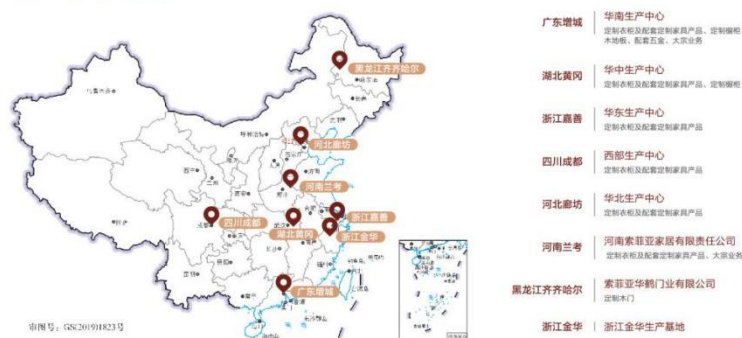 黑龙江齐齐哈尔
河北廊坊
河南兰考
四川成都
浙江嘉善
湖北黄冈
浙江金华
广东增城
审图号：GS(2019)1823号
广东增城
华南生产中心
定制衣柜及配套定制家具产品、定制橱柜
木地板、配套五金、大宗业务
湖北黄冈
华中生产中心
定制衣柜及配套定制家具产品、定制橱柜
浙江嘉善
华东生产中心
定制衣柜及配套定制家具产品
四川成都
西部生产中心
定制衣柜及配套定制家具产品
河北廊坊
华北生产中心
定制衣柜及配套定制家具产品
河南兰考
河南索菲亚家居有限责任公司
定制衣柜及配套定制家具产品、大宗业务
黑龙江齐齐哈尔
索菲亚华鹤门业有限公司
定制木门
浙江金华
浙江金华生产基地